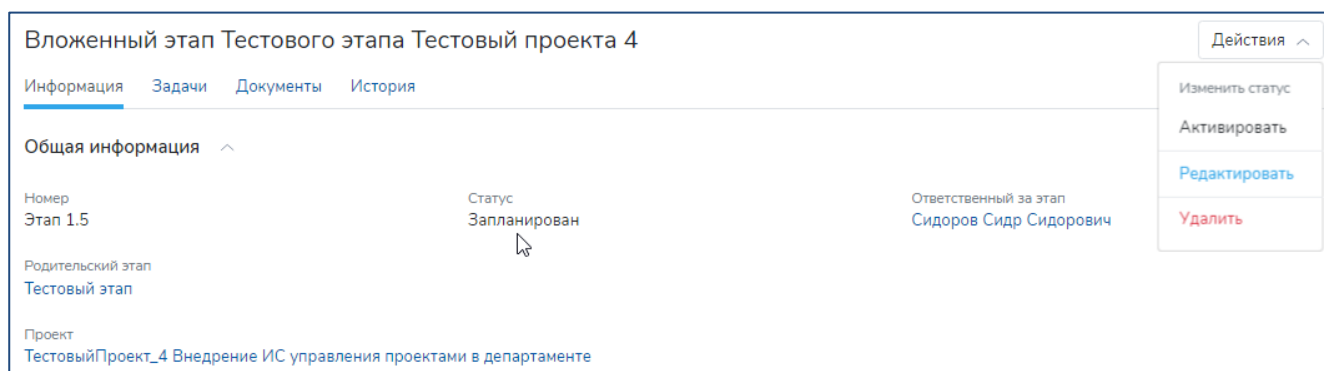 Вложенный этап Тестового этапа Тестовый проекта 4
Действия
Информация Задачи Документы История
Изменить статус
Активировать
Редактировать
Удалить
Общая информация
Номер Статус Ответственный за этап
Этап 1.5 Запланирован Сидоров Сидр Сидорович
Родительский этап
Тестовый этап
Проект
ТестовыйПроект_4 Внедрение ИС управления проектами в департаменте